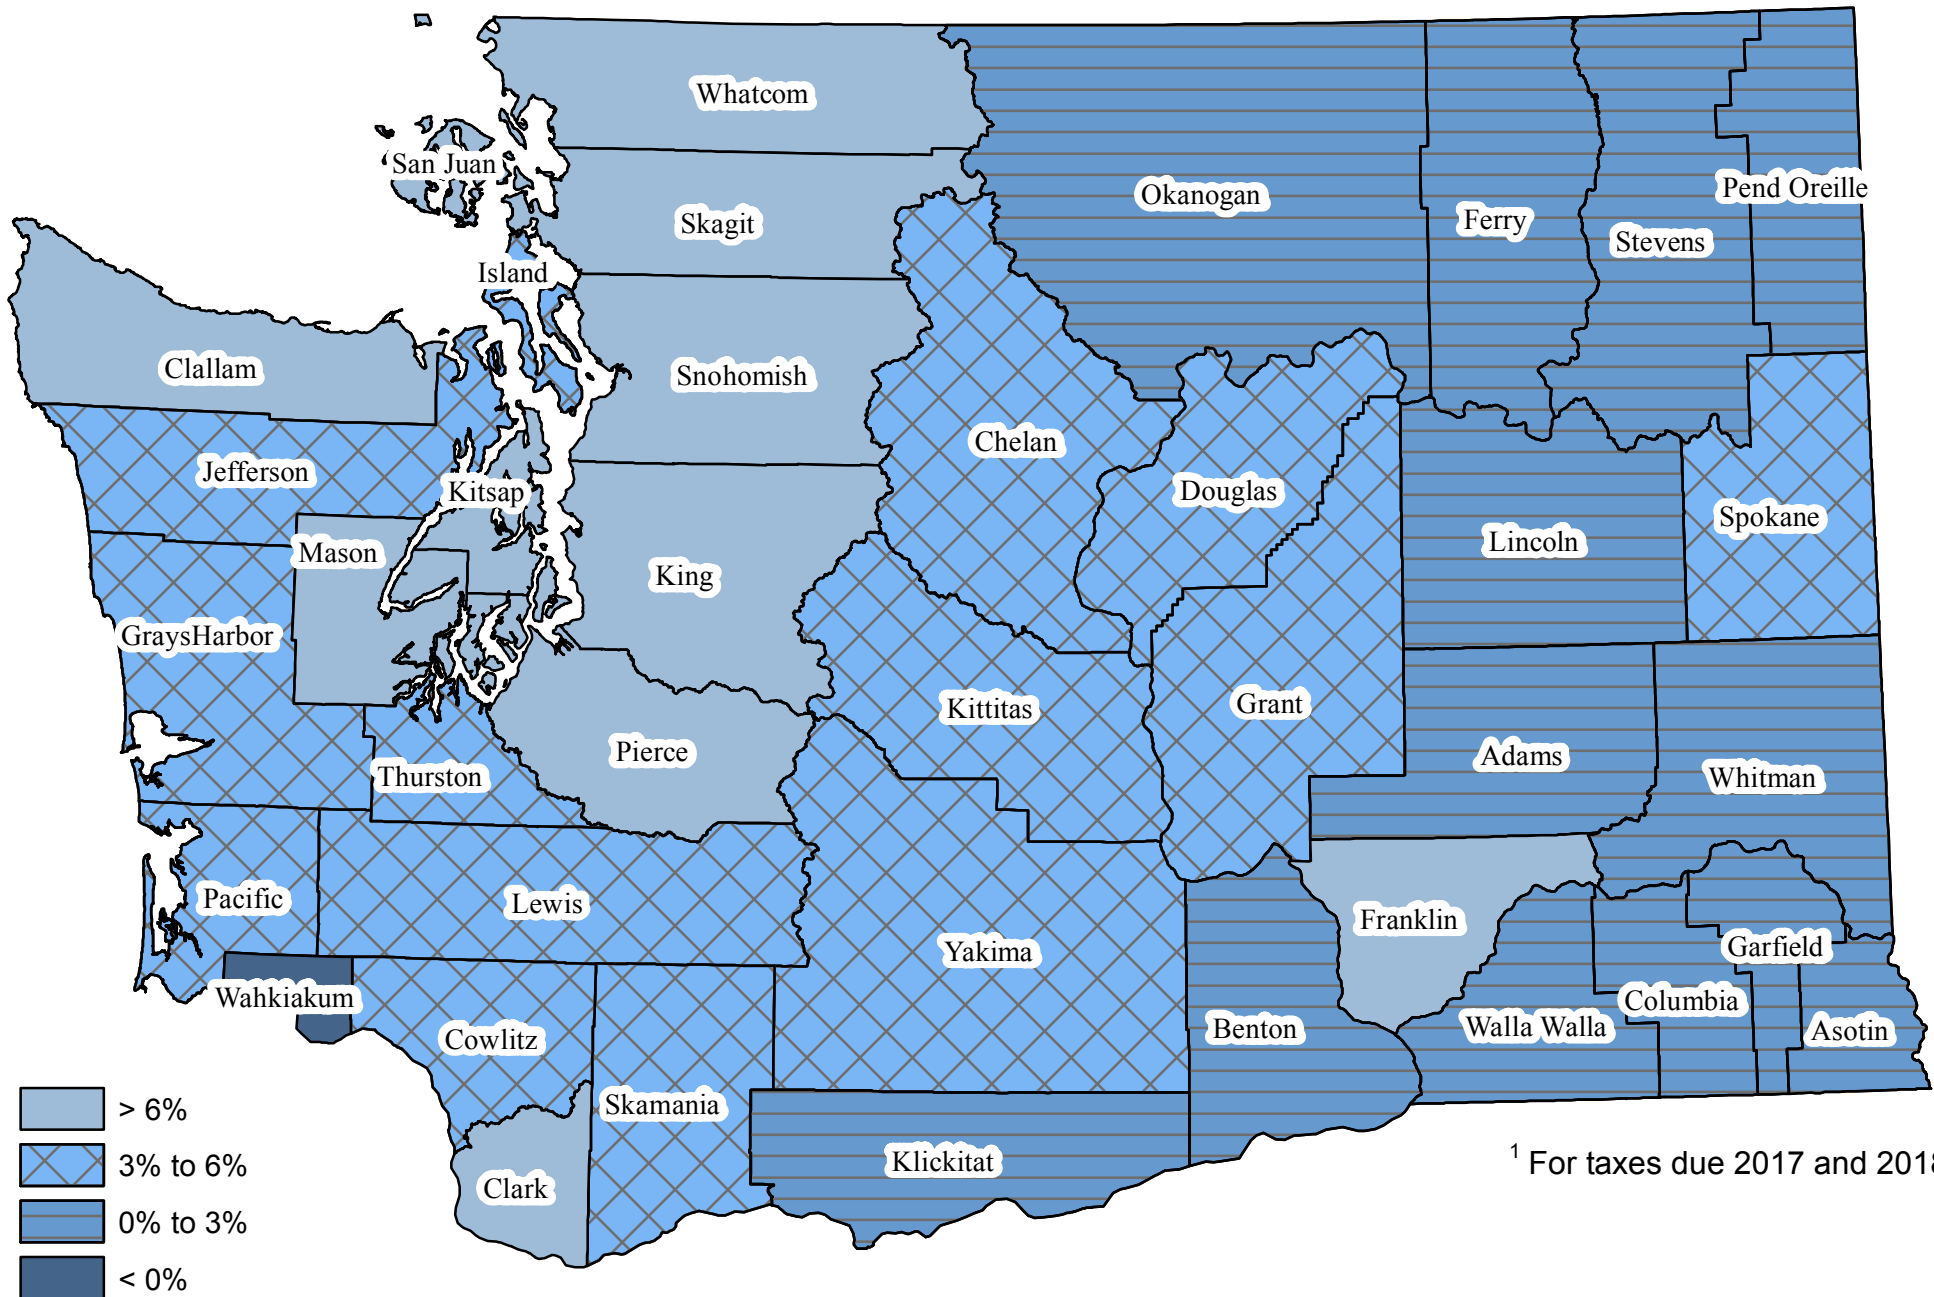 Whatcom
San Juan
Pend Oreille
Okanogan
Skagit
Ferry
Stevens
Island
Clallam
Snohomish
Chelan
Jefferson
Kitsap
Douglas
Spokane
Lincoln
Mason
King
GraysHarbor
Kittitas
Grant
Pierce
Adams
Thurston
Whitman
Pacific
Lewis
Franklin
Garfield
Yakima
Wahkiakum
Columbia
Benton
Walla Walla
Asotin
Cowlitz
Skamania
> 6%
3% to 6%
Klickitat
1 For taxes due 2017 and 2018
Clark
0% to 3%
< 0%